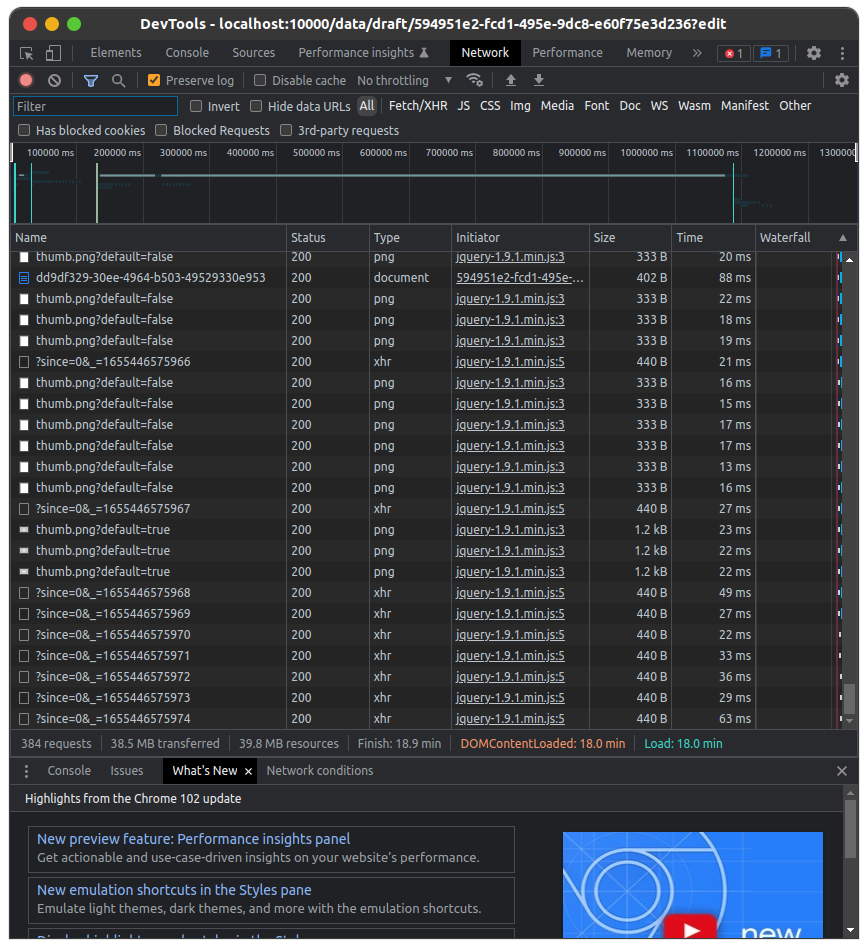 DevTools - localhost:10000/data/draft/594951e2-fcd1-495e-9dc8-e60f75e3d236?edit
Elements Console Sources Performance insights Network Performance Memory » 1 1
Preserve log Disable cache No throttling
Filter Invert Hide data URLs All Fetch/XHR JS CSS Img Media Font Doc WS Wasm Manifest Other
Has blocked cookies Blocked Requests 3rd-party requests
100000 ms 200000 ms 300000 ms 400000 ms 500000 ms 600000 ms 700000 ms 800000 ms 900000 ms 1000000 ms 1100000 ms 1200000 ms 1300000
Name Status Type Initiator Size Time Waterfall
thumb.png?default=false 200 png jquery-1.9.1.min.js:3 333 B 20 ms
dd9df329-30ee-4964-b503-49529330e953 200 document 594951e2-fcd1-495e-... 402 B 88 ms
thumb.png?default=false 200 png jquery-1.9.1.min.js:3 333 B 22 ms
thumb.png?default=false 200 png jquery-1.9.1.min.js:3 333 B 18 ms
thumb.png?default=false 200 png jquery-1.9.1.min.js:3 333 B 19 ms
?since=0&_=1655446575966 200 xhr jquery-1.9.1.min.js:5 440 B 21 ms
thumb.png?default=false 200 png jquery-1.9.1.min.js:3 333 B 16 ms
thumb.png?default=false 200 png jquery-1.9.1.min.js:3 333 B 15 ms
thumb.png?default=false 200 png jquery-1.9.1.min.js:3 333 B 17 ms
thumb.png?default=false 200 png jquery-1.9.1.min.js:3 333 B 17 ms
thumb.png?default=false 200 png jquery-1.9.1.min.js:3 333 B 13 ms
thumb.png?default=false 200 png jquery-1.9.1.min.js:3 333 B 16 ms
?since=0&_=1655446575967 200 xhr jquery-1.9.1.min.js:5 440 B 27 ms
thumb.png?default=true 200 png jquery-1.9.1.min.js:3 1.2 kB 23 ms
thumb.png?default=true 200 png jquery-1.9.1.min.js:3 1.2 kB 22 ms
thumb.png?default=true 200 png jquery-1.9.1.min.js:3 1.2 kB 22 ms
?since=0&_=1655446575968 200 xhr jquery-1.9.1.min.js:5 440 B 49 ms
?since=0&_=1655446575969 200 xhr jquery-1.9.1.min.js:5 440 B 27 ms
?since=0&_=1655446575970 200 xhr jquery-1.9.1.min.js:5 440 B 22 ms
?since=0&_=1655446575971 200 xhr jquery-1.9.1.min.js:5 440 B 33 ms
?since=0&_=1655446575972 200 xhr jquery-1.9.1.min.js:5 440 B 36 ms
?since=0&_=1655446575973 200 xhr jquery-1.9.1.min.js:5 440 B 29 ms
?since=0&_=1655446575974 200 xhr jquery-1.9.1.min.js:5 440 B 63 ms
384 requests 38.5 MB transferred 39.8 MB resources Finish: 18.9 min DOMContentLoaded: 18.0 min Load: 18.0 min
Console Issues What's New Network conditions
Highlights from the Chrome 102 update
New preview feature: Performance insights panel
Get actionable and use-case-driven insights on your website's performance.
New emulation shortcuts in the Styles pane
Emulate light themes, dark themes, and more with the emulation shortcuts.
new